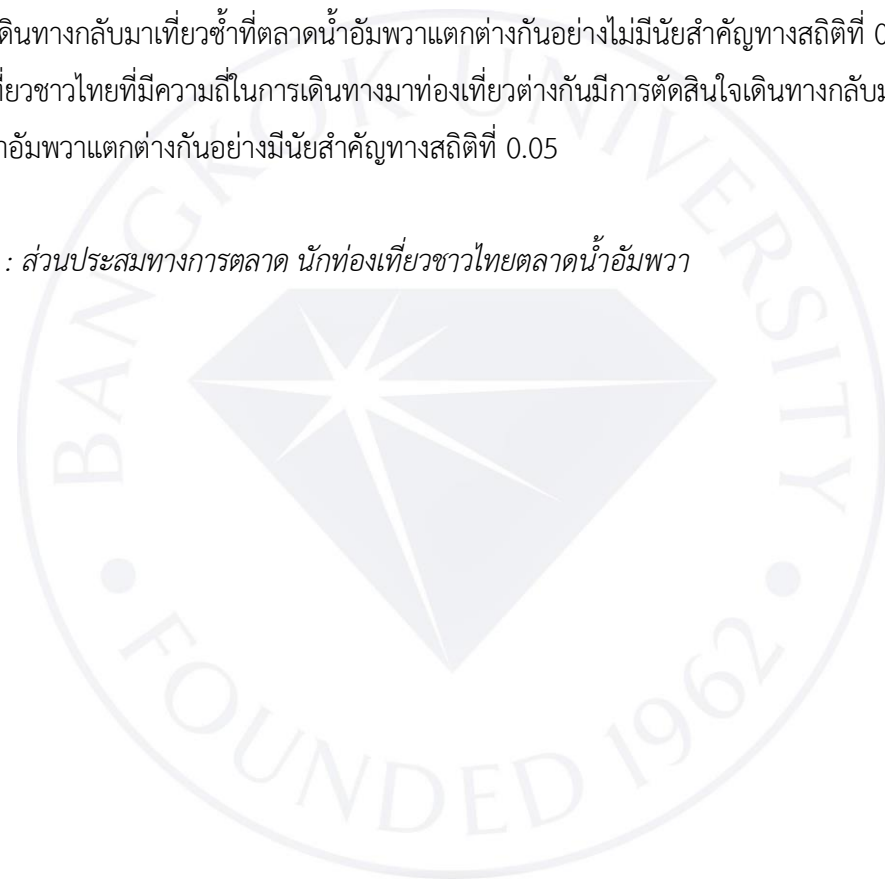 ดินทางกลับมาเที่ยวซ้ำที่ตลาดน้ำอัมพวาแตกต่างกันอย่างไม่มีนัยสำคัญทางสถิติที่ 0
ที่ยวชาวไทยที่มีความถี่ในการเดินทางมาท่องเที่ยวต่างกันมีการตัดสินใจเดินทางกลับม
าอัมพวาแตกต่างกันอย่างมีนัยสำคัญทางสถิติที่ 0.05
: ส่วนประสมทางการตลาด นักท่องเที่ยวชาวไทยตลาดน้ำอัมพวา
BANGKOK UNIVERSITY
• FOUNDED 1962 •